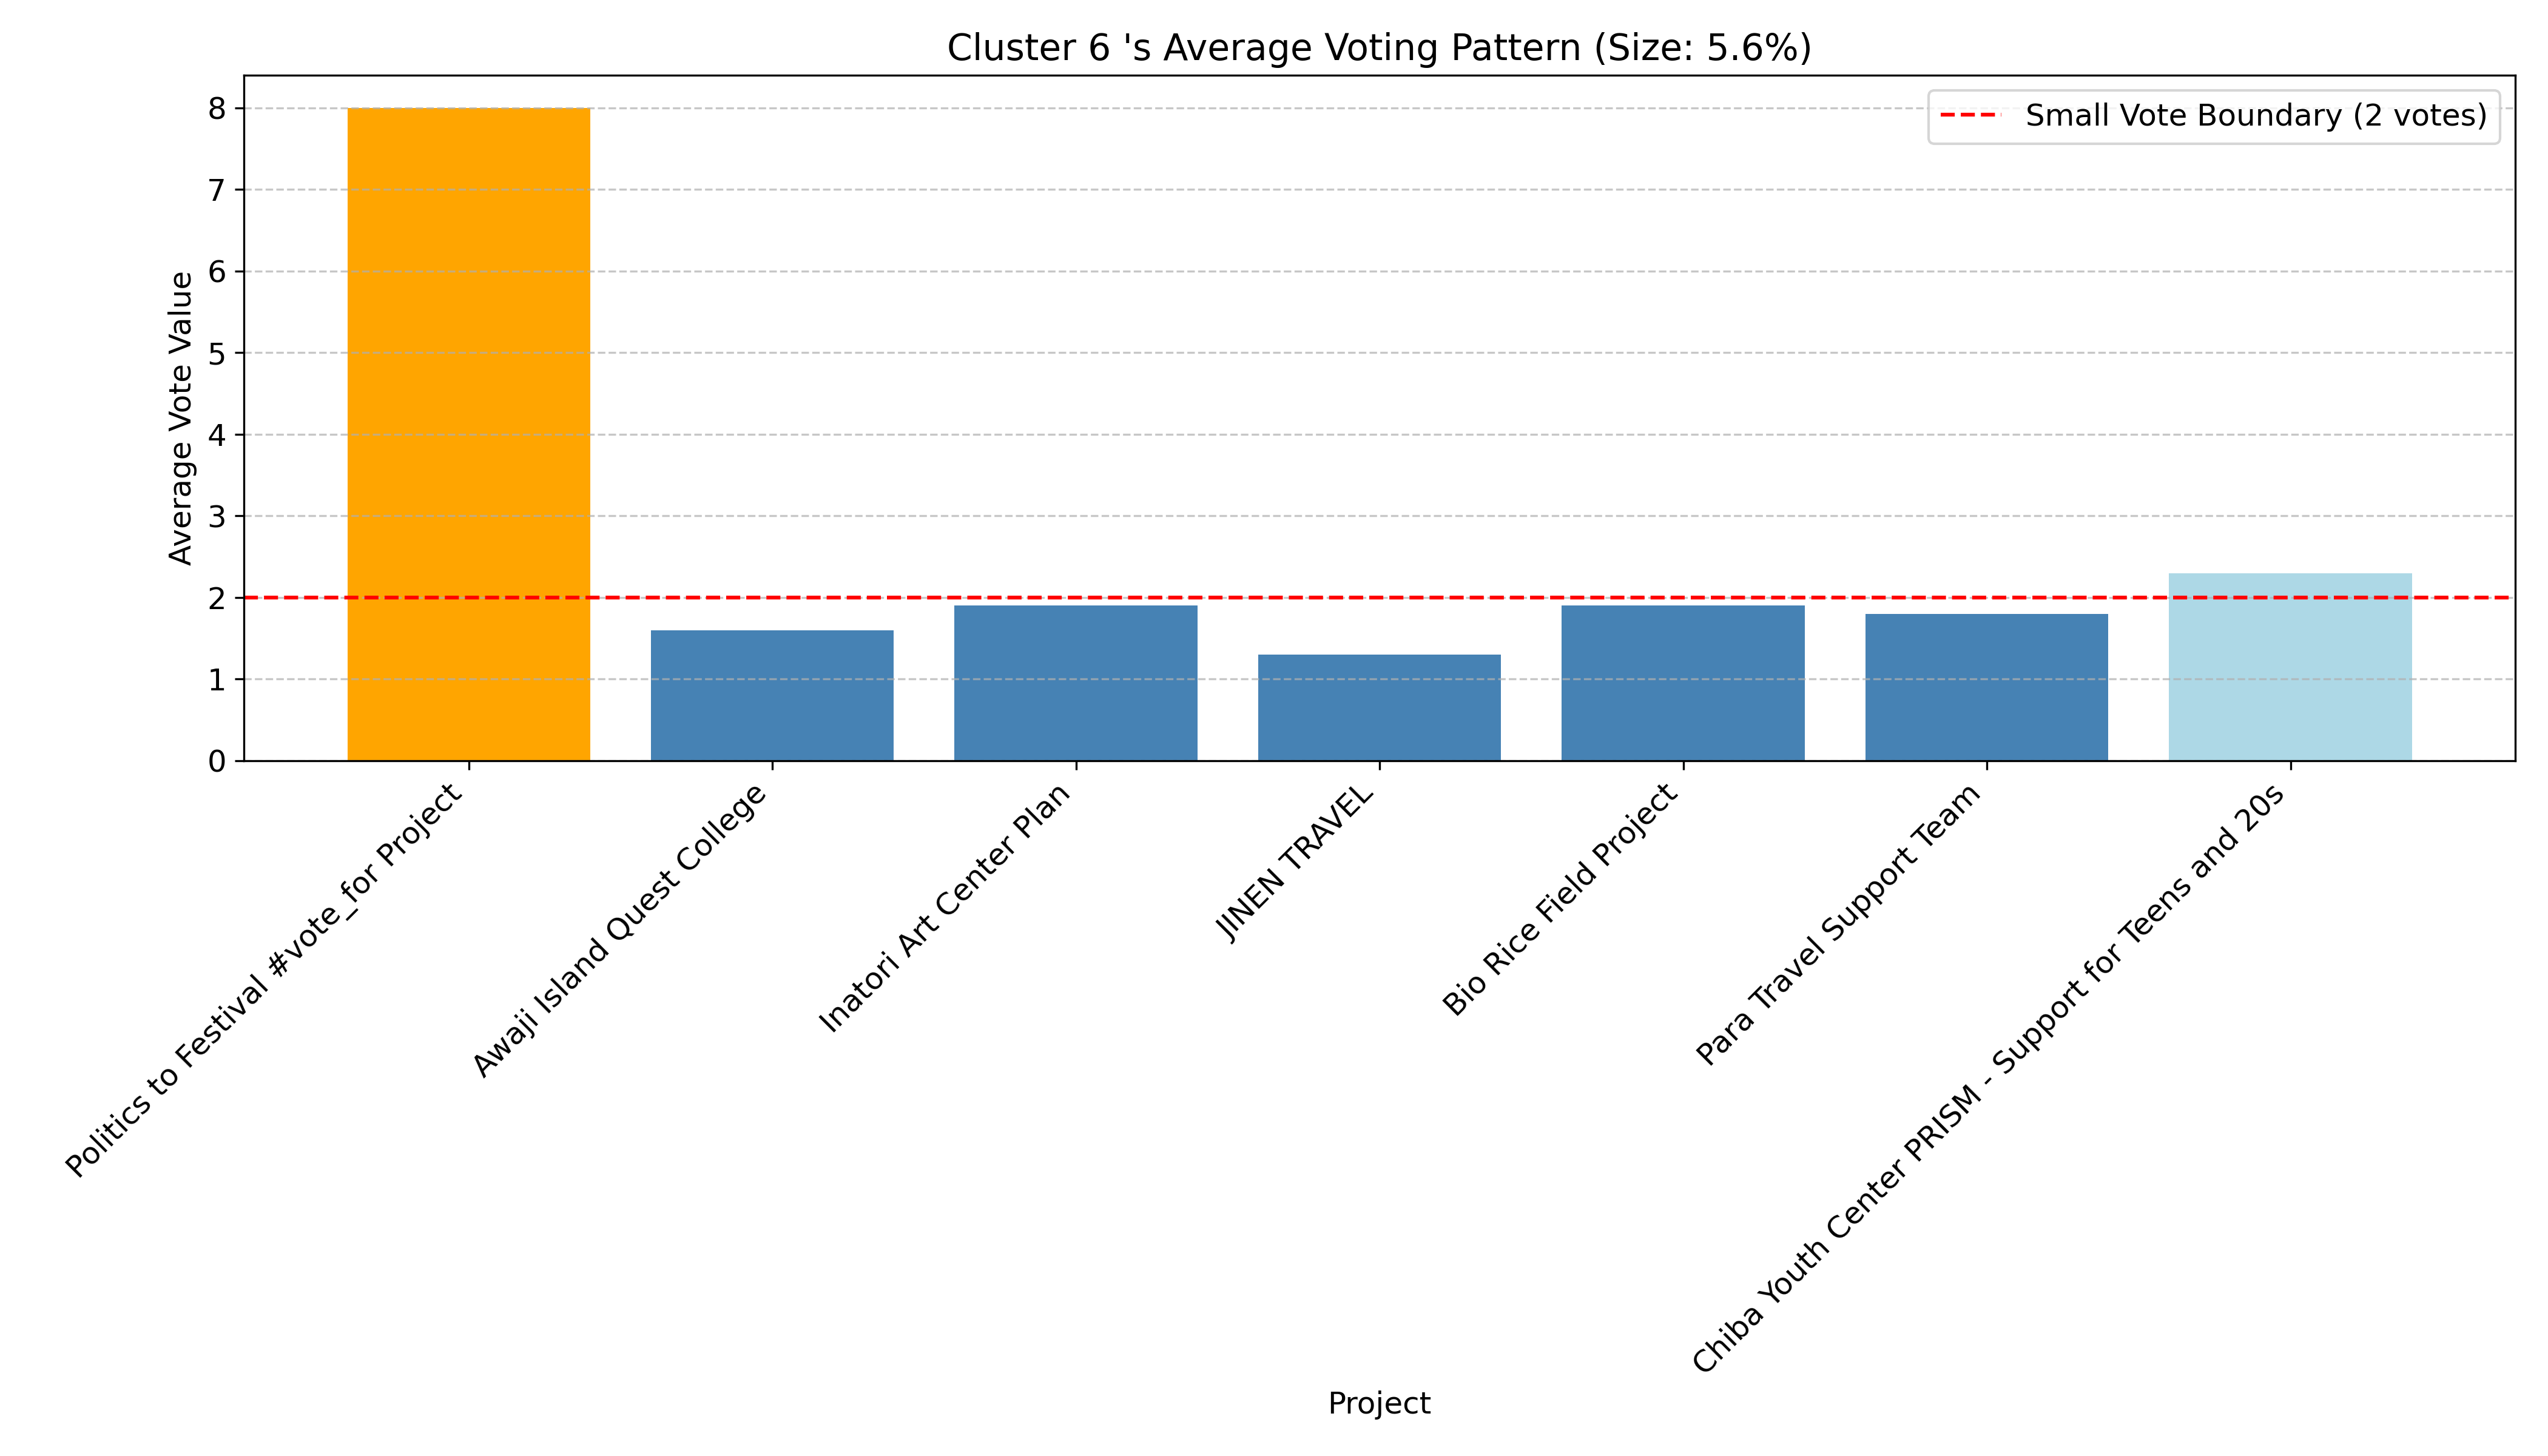 Cluster 6 's Average Voting Pattern (Size: 5.6%)
Small Vote Boundary (2 votes)
Average Vote Value
8
7
6
5
4
3
2
1
0
Politics to Festival #vote_for Project
Awaji Island Quest College
Inatori Art Center Plan
JINEN TRAVEL
Bio Rice Field Project
Para Travel Support Team
Chiba Youth Center PRISM - Support for Teens and 20s
Project